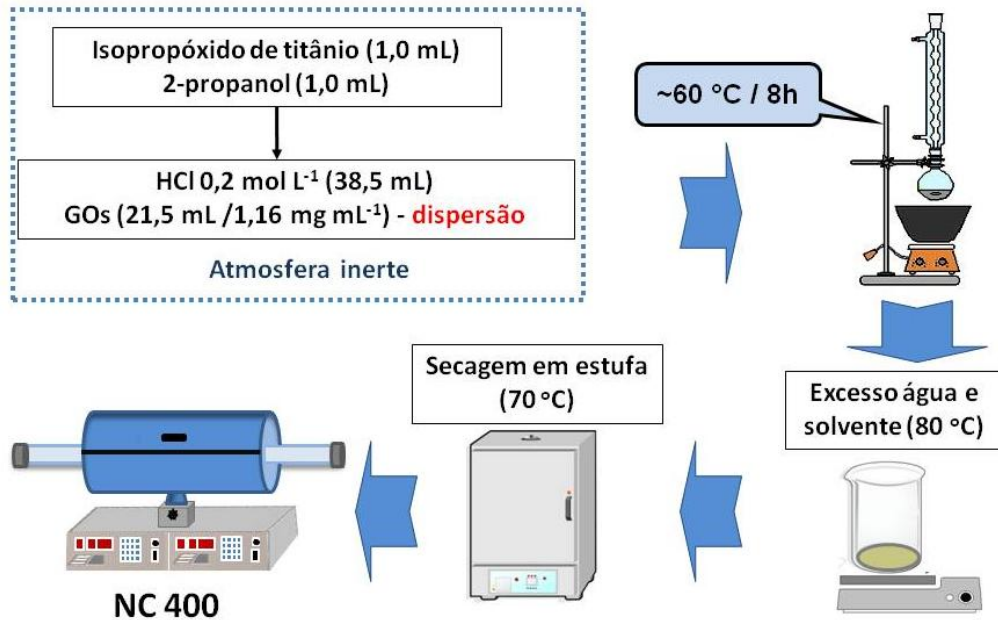 Isopropóxido de titânio (1,0 mL)
2-propanol (1,0 mL)
HCl 0,2 mol L⁻¹ (38,5 mL)
GOs (21,5 mL /1,16 mg mL⁻¹) - dispersão
Atmosfera inerte
~60 °C / 8h
Excesso água e
solvente (80 °C)
Secagem em estufa
(70 °C)
NC 400